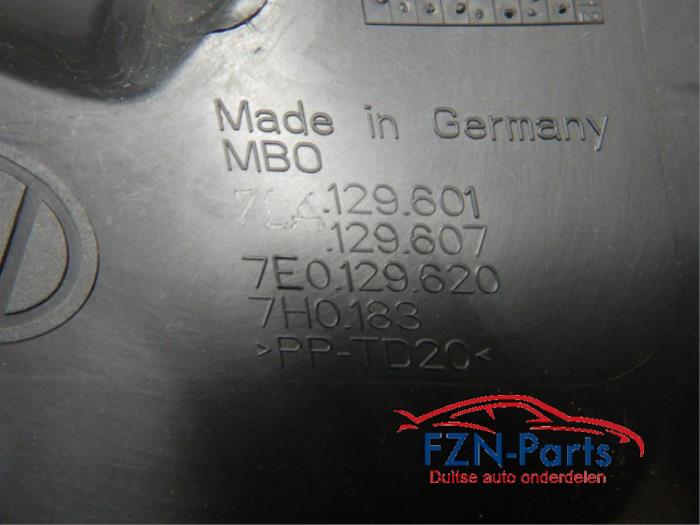 Made in Germany
MBO
.129.601
.129.607
7E0.129.620
7H0.183
>PP-TD20<
FZN-Parts
Duitse auto onderdelen